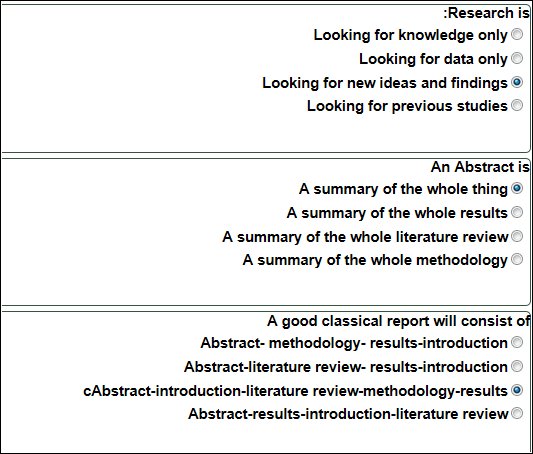 :Research is
Looking for knowledge only
Looking for data only
Looking for new ideas and findings
Looking for previous studies
An Abstract is
A summary of the whole thing
A summary of the whole results
A summary of the whole literature review
A summary of the whole methodology
A good classical report will consist of
Abstract- methodology- results-introduction
Abstract-literature review- results-introduction
cAbstract-introduction-literature review-methodology-results
Abstract-results-introduction-literature review